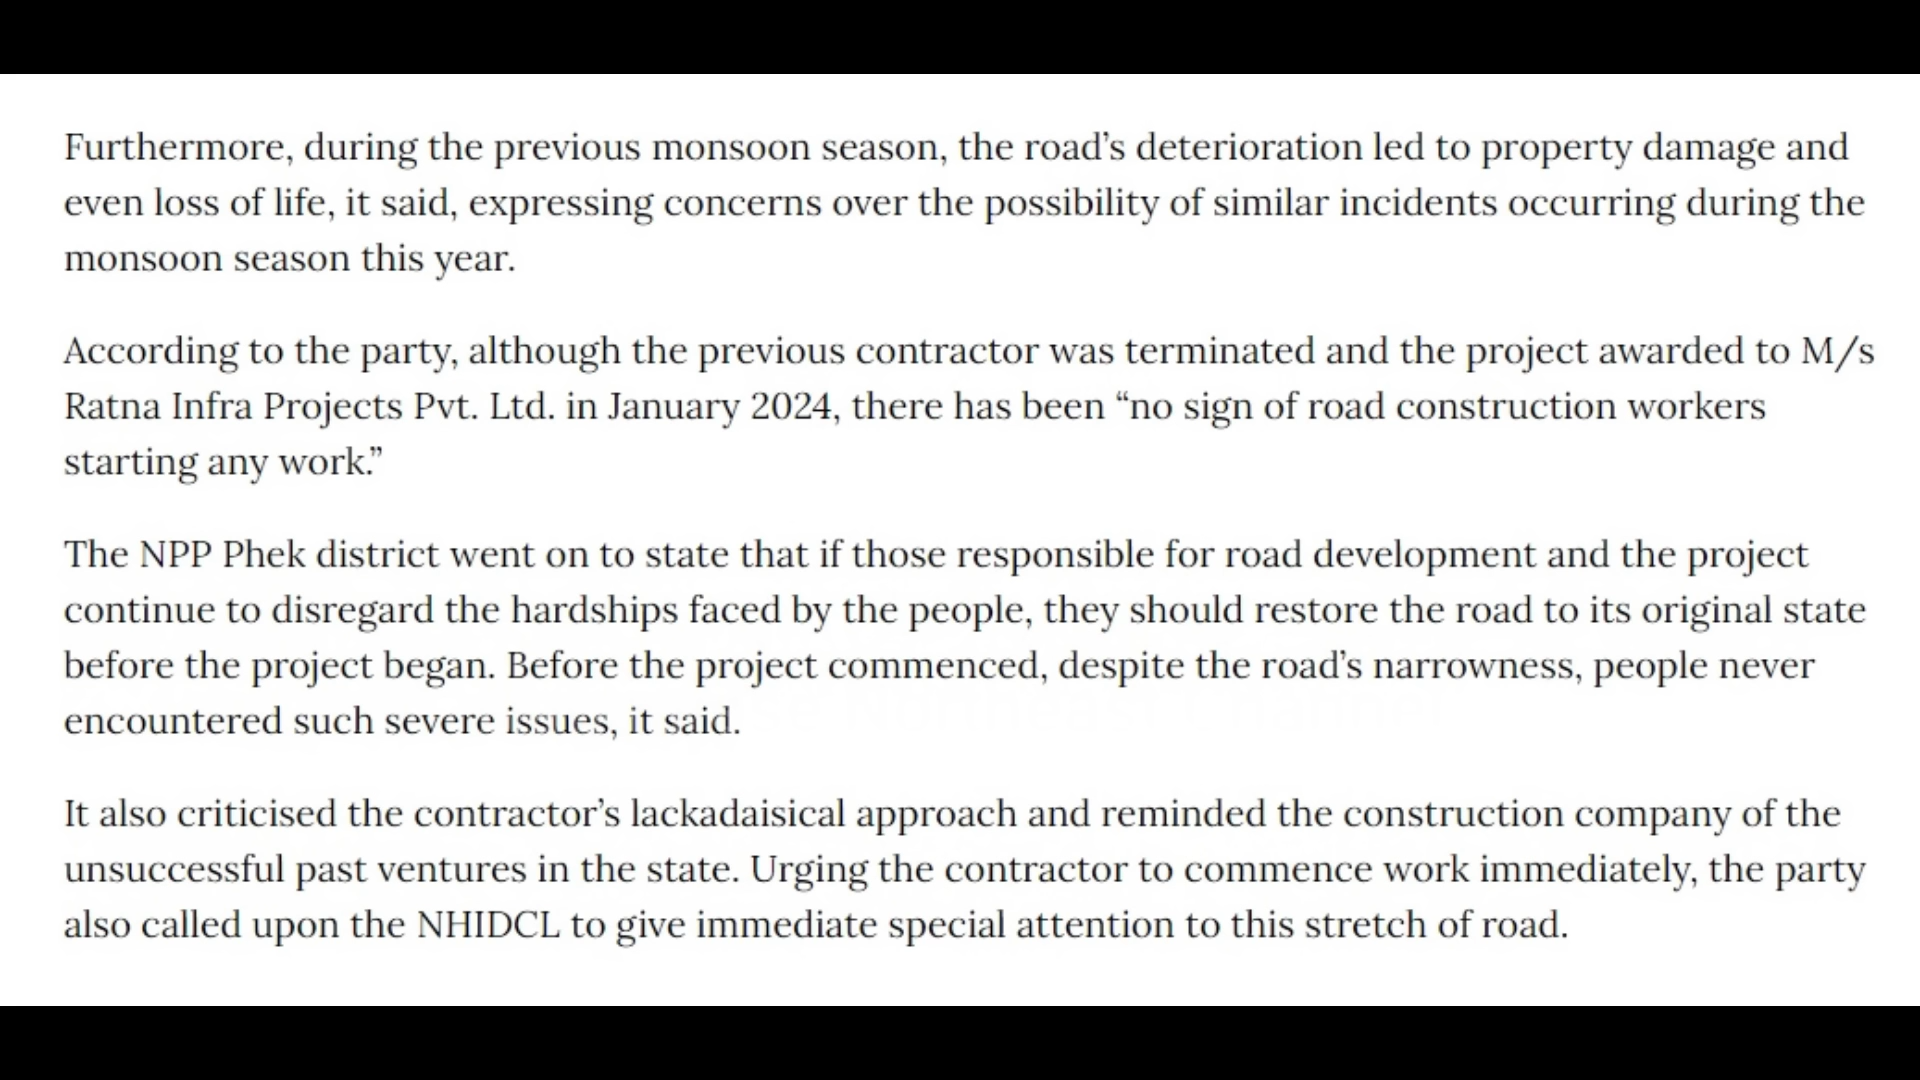 Furthermore, during the previous monsoon season, the road’s deterioration led to property damage and
even loss of life, it said, expressing concerns over the possibility of similar incidents occurring during the
monsoon season this year.
According to the party, although the previous contractor was terminated and the project awarded to M/s
Ratna Infra Projects Pvt. Ltd. in January 2024, there has been “no sign of road construction workers
starting any work.”
The NPP Phek district went on to state that if those responsible for road development and the project
continue to disregard the hardships faced by the people, they should restore the road to its original state
before the project began. Before the project commenced, despite the road’s narrowness, people never
encountered such severe issues, it said.
It also criticised the contractor’s lackadaisical approach and reminded the construction company of the
unsuccessful past ventures in the state. Urging the contractor to commence work immediately, the party
also called upon the NHIDCL to give immediate special attention to this stretch of road.